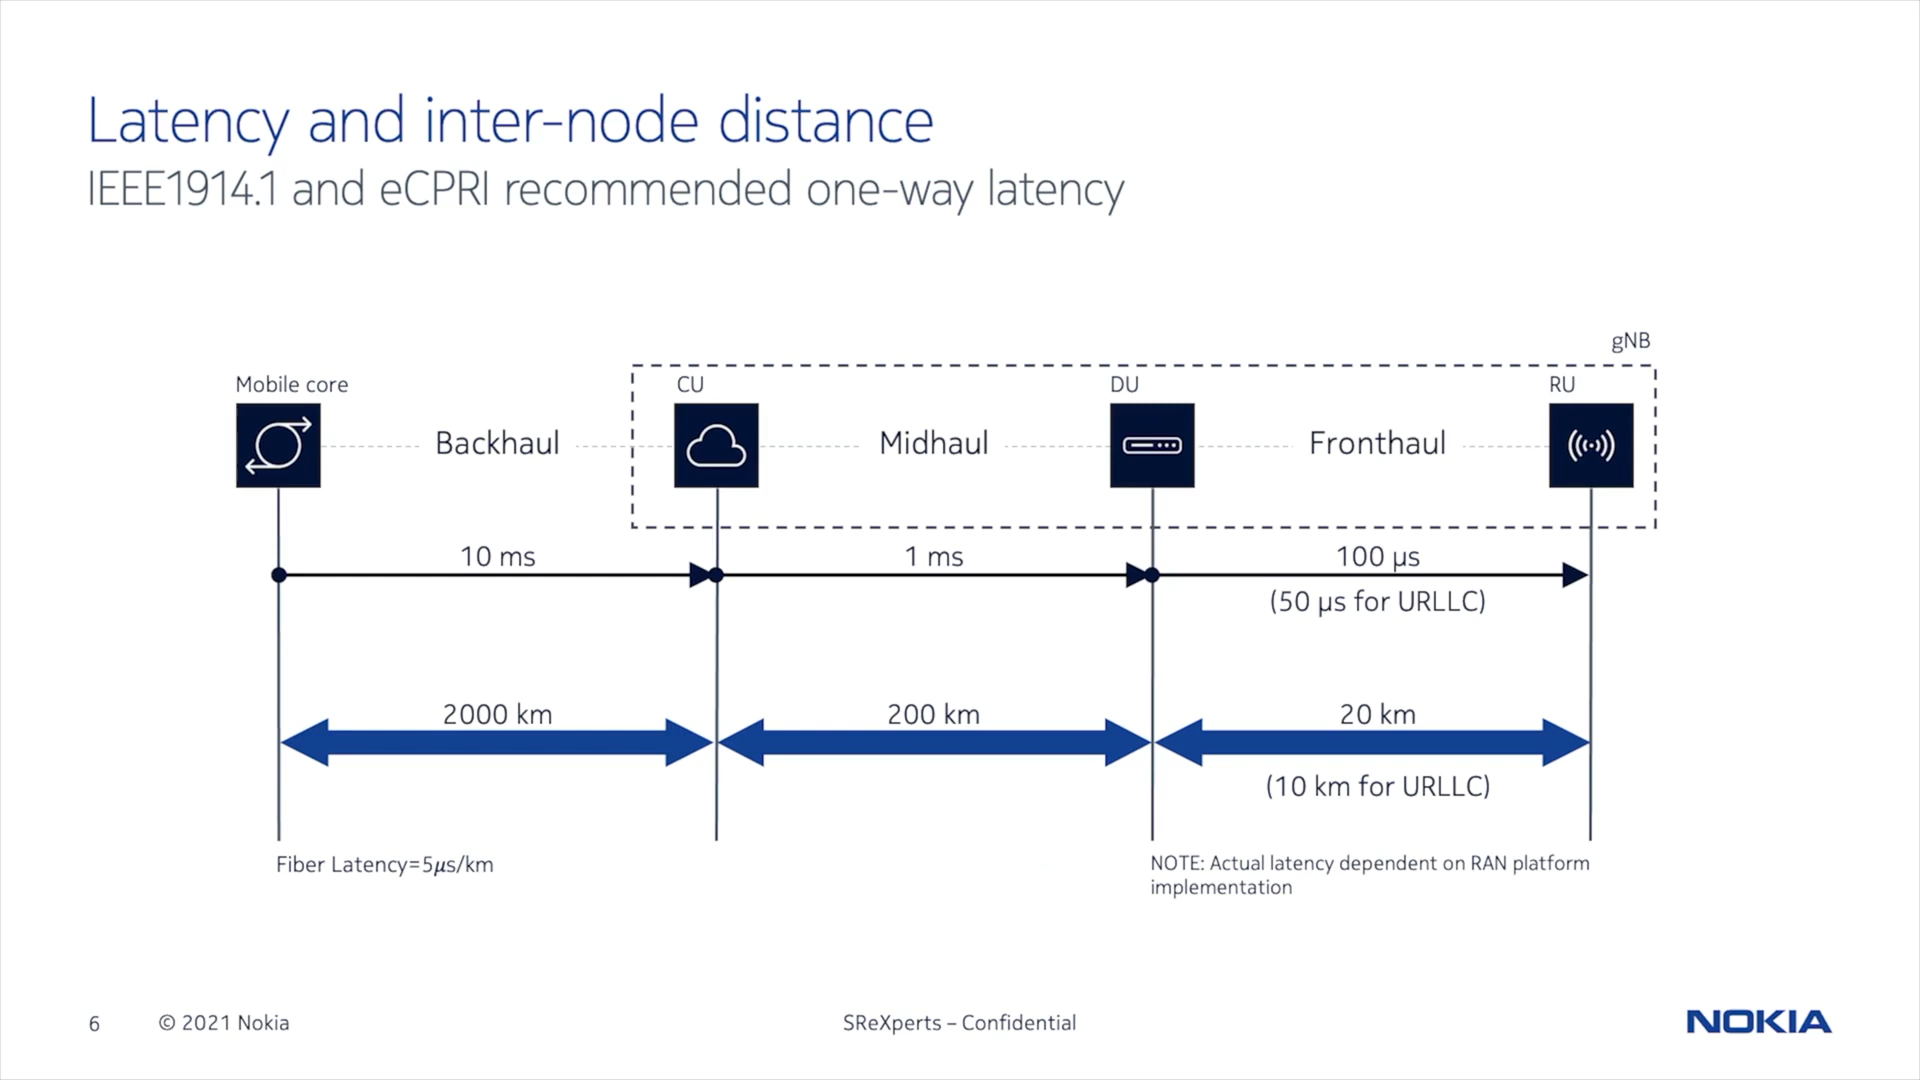 Latency and inter-node distance
IEEE1914.1 and eCPRI recommended one-way latency
gNB
Mobile core
CU
DU
RU
Backhaul
Midhaul
Fronthaul
10 ms
1 ms
100 µs
(50 µs for URLLC)
2000 km
200 km
20 km
(10 km for URLLC)
Fiber Latency=5µs/km
NOTE: Actual latency dependent on RAN platform
implementation
6
© 2021 Nokia
SReXperts – Confidential
NOKIA